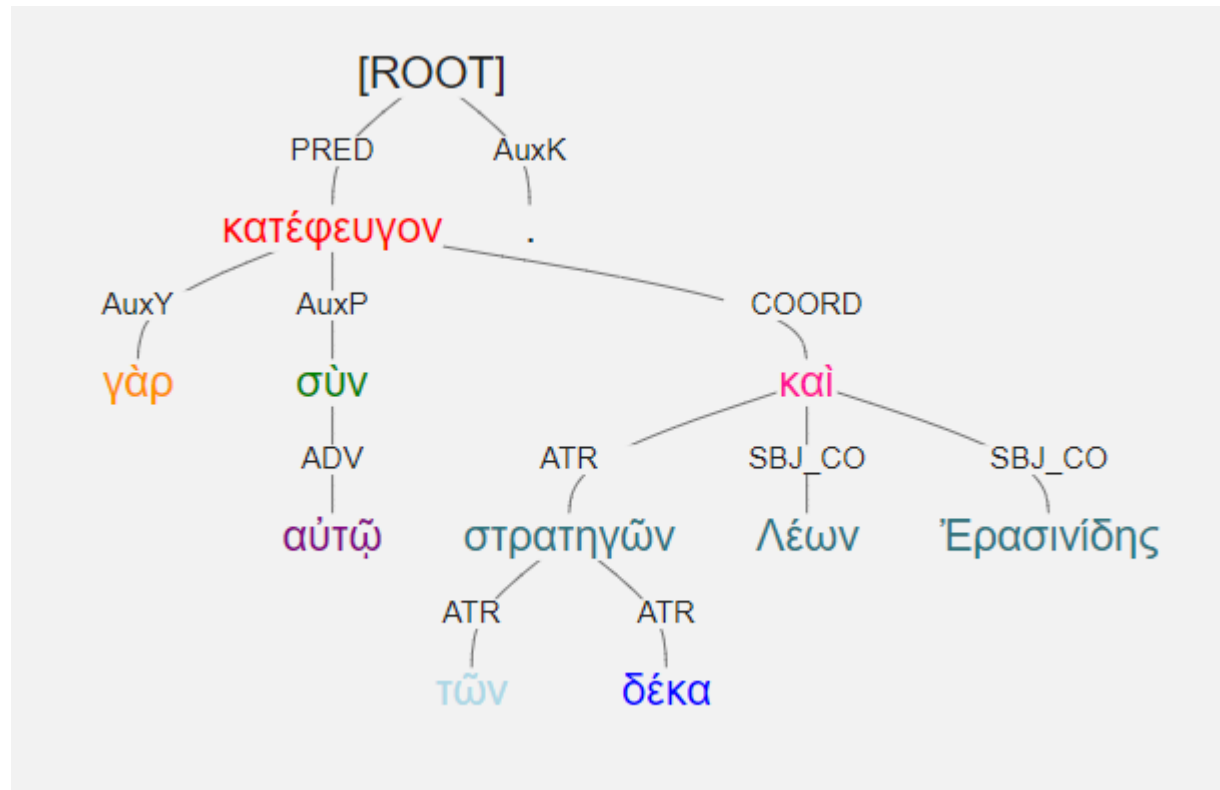 [ROOT]
PRED AuxK
κατέφευγον .
AuxY AuxP COORD
γὰρ σὺν καὶ
ADV ATR SBJ_CO SBJ_CO
αὐτῷ στρατηγῶν Λέων Ἐρασινίδης
ATR ATR
τῶν δέκα